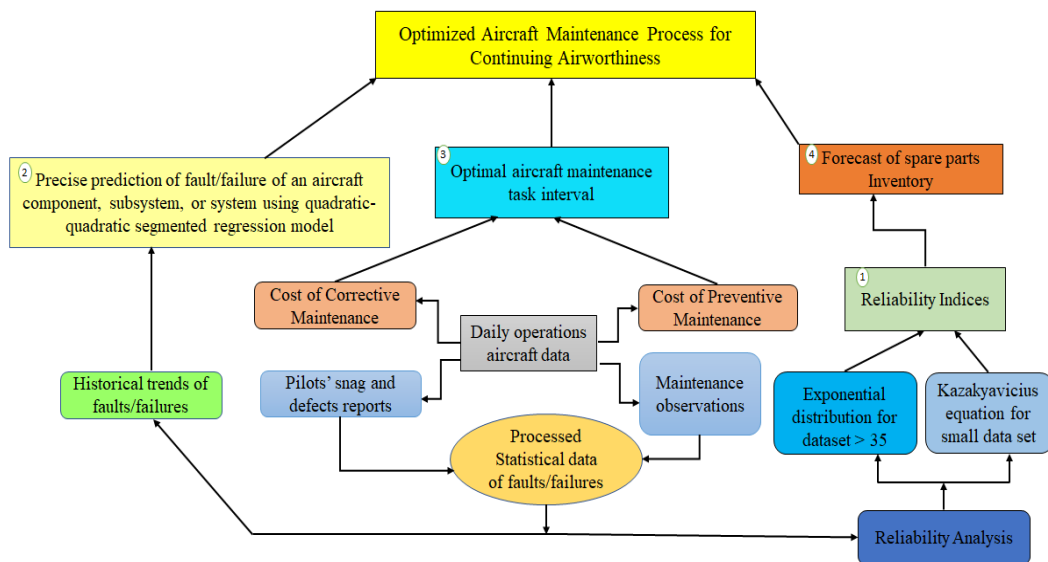 Optimized Aircraft Maintenance Process for
Continuing Airworthiness
2
Precise prediction of fault/failure of an aircraft
component, subsystem, or system using quadratic-
quadratic segmented regression model
3
Optimal aircraft maintenance
task interval
4
Forecast of spare parts
Inventory
1
Reliability Indices
Cost of Corrective
Maintenance
Cost of Preventive
Maintenance
Daily operations
aircraft data
Historical trends of
faults/failures
Pilots’ snag and
defects reports
Maintenance
observations
Exponential
distribution for
dataset > 35
Kazakyavicius
equation for
small data set
Processed
Statistical data
of faults/failures
Reliability Analysis